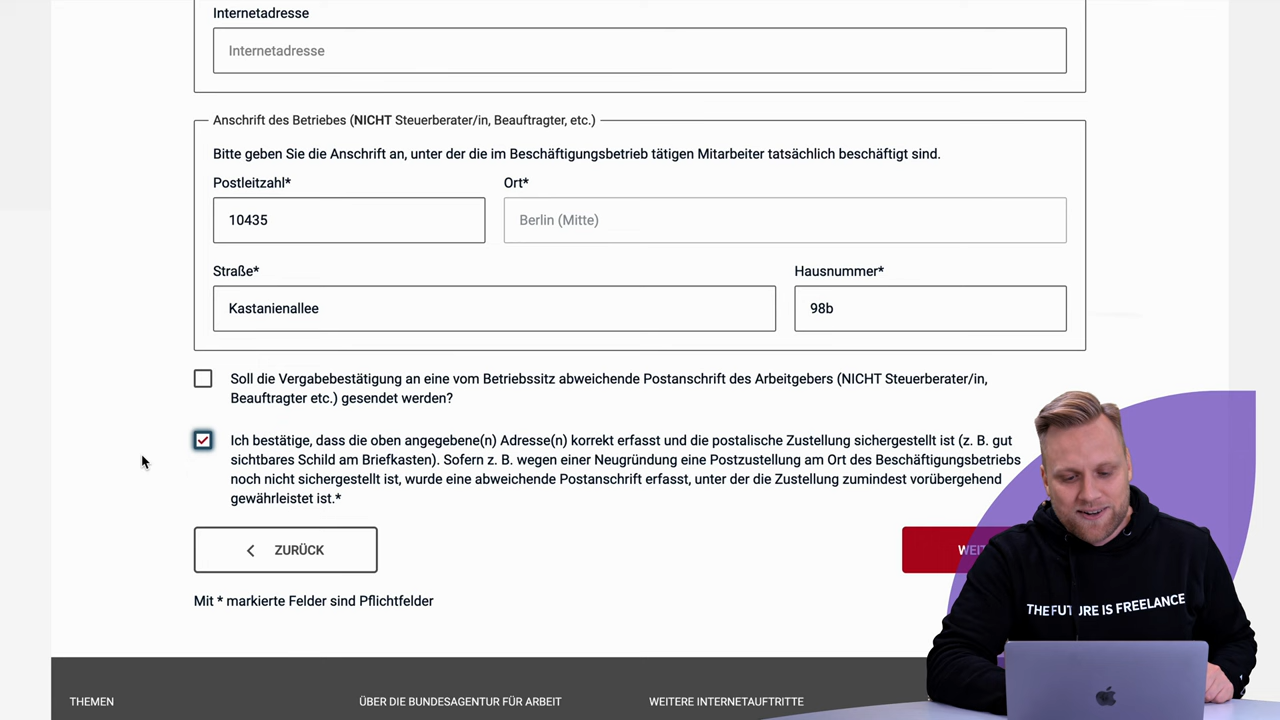 Internetadresse
Internetadresse
Anschrift des Betriebes (NICHT Steuerberater/in, Beauftragter, etc.)
Bitte geben Sie die Anschrift an, unter der die im Beschäftigungsbetrieb tätigen Mitarbeiter tatsächlich beschäftigt sind.
Postleitzahl*
Ort*
10435
Berlin (Mitte)
Straße*
Hausnummer*
Kastanienallee
98b
Soll die Vergabebestätigung an eine vom Betriebssitz abweichende Postanschrift des Arbeitgebers (NICHT Steuerberater/in,
Beauftragter etc.) gesendet werden?
Ich bestätige, dass die oben angegebene(n) Adresse(n) korrekt erfasst und die postalische Zustellung sichergestellt ist (z. B. gut
sichtbares Schild am Briefkasten). Sofern z. B. wegen einer Neugründung eine Postzustellung am Ort des Beschäftigungsbetriebs
noch nicht sichergestellt ist, wurde eine abweichende Postanschrift erfasst, unter der die Zustellung zumindest vorübergehend
gewährleistet ist.*
ZURÜCK
Mit * markierte Felder sind Pflichtfelder
THE FUTURE IS FREELANCE
THEMEN
ÜBER DIE BUNDESAGENTUR FÜR ARBEIT
WEITERE INTERNETAUFTRITTE